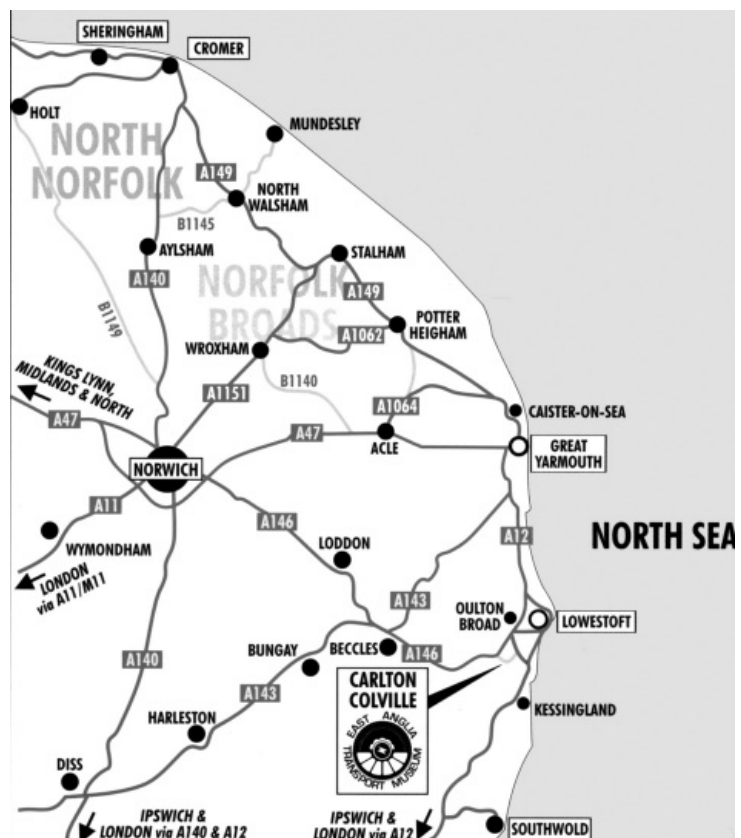 SHERINGHAM
CROMER
HOLT
MUNDESLEY
NORTH
NORFOLK
A149
NORTH
WALSHAM
B1145
AYLSHAM
STALHAM
A140
NORFOLK
BROADS
A149
B1149
A1062
POTTER
HEIGHAM
WROXHAM
KINGS LYNN,
MIDLANDS & NORTH
A1151
B1140
A1064
CAISTER-ON-SEA
A47
A47
ACLE
GREAT
YARMOUTH
NORWICH
A11
A146
A12
NORTH SEA
WYMONDHAM
LODDON
LONDON
via A11/M11
A143
OULTON
BROAD
LOWESTOFT
A140
BUNGAY
BECCLES
A146
A143
CARLTON
COLVILLE
EAST ANGLIA
TRANSPORT MUSEUM
KESSINGLAND
HARLESTON
DISS
IPSWICH &
LONDON via A140 & A12
IPSWICH &
LONDON via A12
SOUTHWOLD